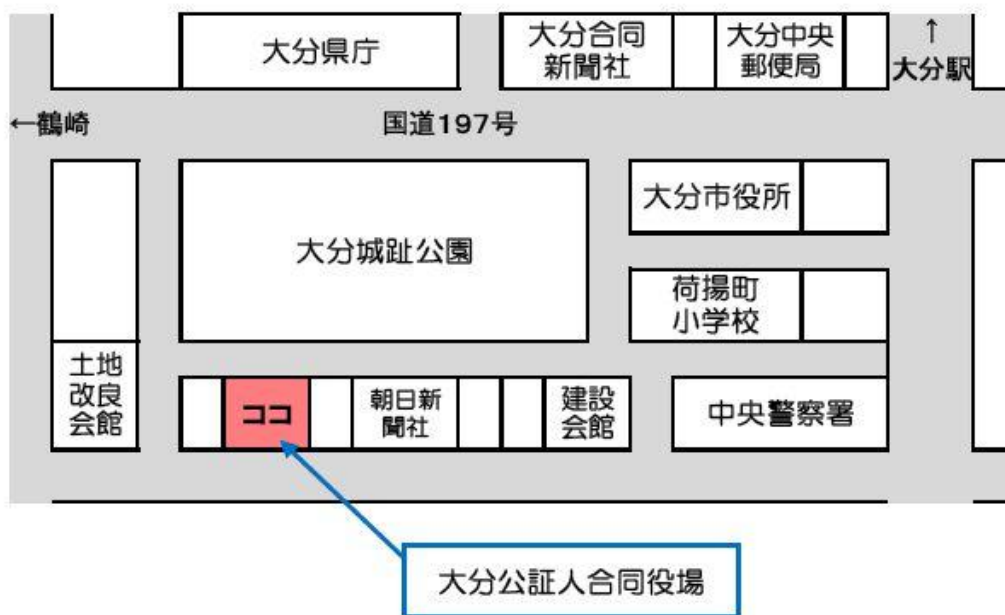 大分県庁
大分合同
新聞社
大分中央
郵便局
↑
大分駅
←鶴崎
国道197号
大分市役所
大分城趾公園
荷揚町
小学校
土地
改良
会館
ココ
朝日新
聞社
建設
会館
中央警察署
大分公証人合同役場